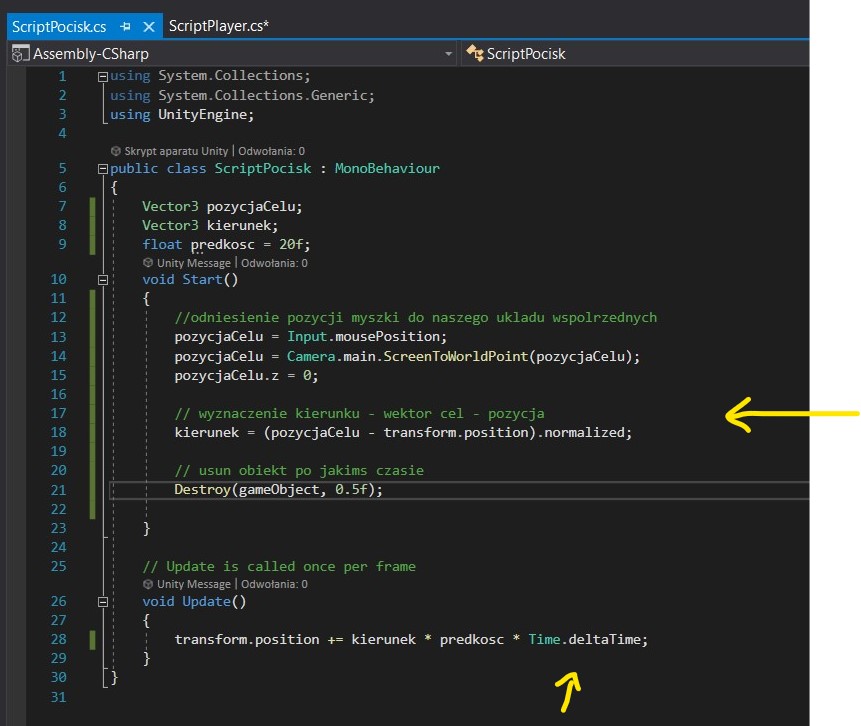 ScriptPocisk.cs ScriptPlayer.cs*
Assembly-CSharp ScriptPocisk
1 using System.Collections;
2 using System.Collections.Generic;
3 using UnityEngine;
4
Skrypt aparatu Unity | Odwołania: 0
5 public class ScriptPocisk : MonoBehaviour
6 {
7 Vector3 pozycjaCelu;
8 Vector3 kierunek;
9 float predkosc = 20f;
Unity Message | Odwołania: 0
10 void Start()
11 {
12 //odniesienie pozycji myszki do naszego ukladu wspolrzednych
13 pozycjaCelu = Input.mousePosition;
14 pozycjaCelu = Camera.main.ScreenToWorldPoint(pozycjaCelu);
15 pozycjaCelu.z = 0;
16
17 // wyznaczenie kierunku - wektor cel - pozycja
18 kierunek = (pozycjaCelu - transform.position).normalized;
19
20 // usun obiekt po jakims czasie
21 Destroy(gameObject, 0.5f);
22
23 }
24
25 // Update is called once per frame
Unity Message | Odwołania: 0
26 void Update()
27 {
28 transform.position += kierunek * predkosc * Time.deltaTime;
29 }
30 }
31